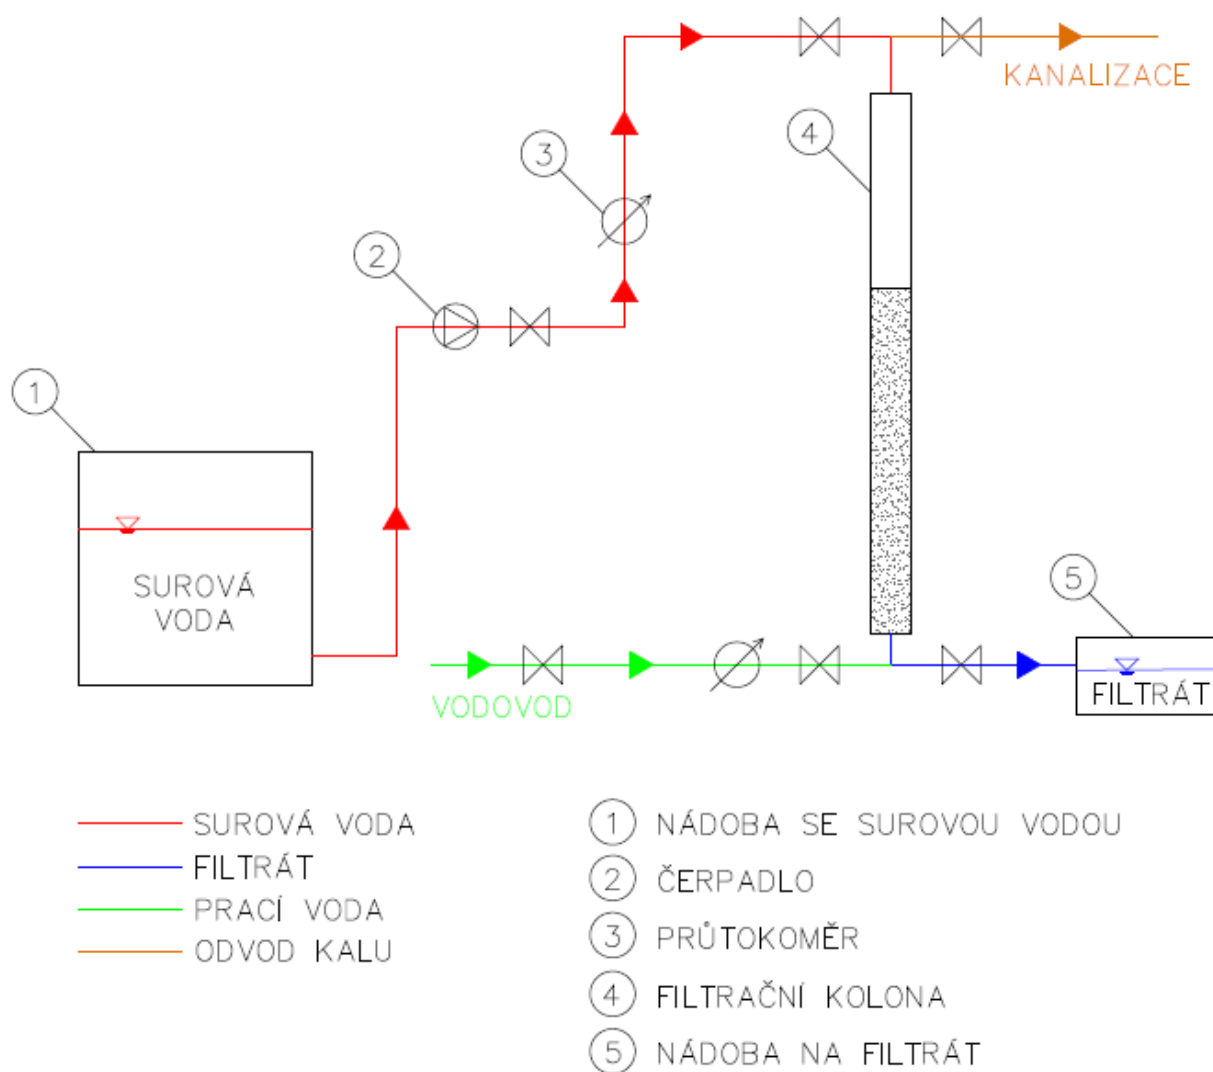 KANALIZACE
4
3
2
1
SUROVÁ
VODA
5
VODOVOD
FILTRÁT
SUROVÁ VODA
FILTRÁT
PRACÍ VODA
ODVOD KALU
1 NÁDOBA SE SUROVOU VODOU
2 ČERPADLO
3 PRŮTOKOMĚR
4 FILTRAČNÍ KOLONA
5 NÁDOBA NA FILTRÁT